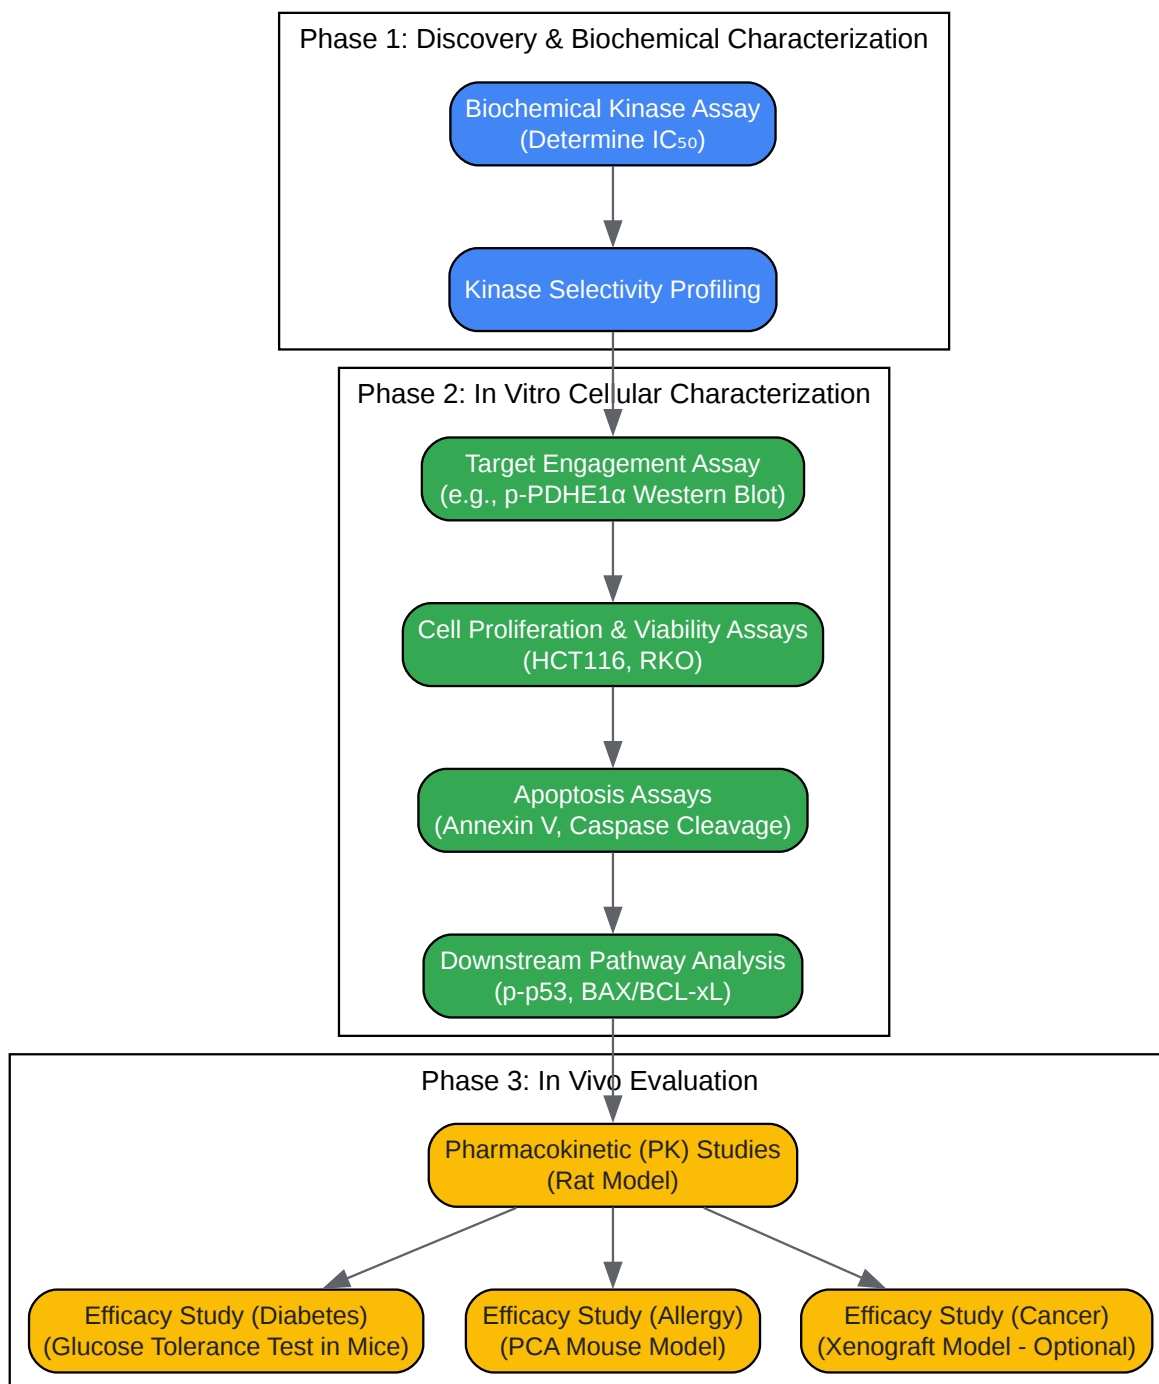 Phase 1: Discovery & Biochemical Characterization
Biochemical Kinase Assay
(Determine IC₅₀)
Kinase Selectivity Profiling
Phase 2: In Vitro Cellular Characterization
Target Engagement Assay
(e.g., p-PDHE1α Western Blot)
Cell Proliferation & Viability Assays
(HCT116, RKO)
Apoptosis Assays
(Annexin V, Caspase Cleavage)
Downstream Pathway Analysis
(p-p53, BAX/BCL-xL)
Phase 3: In Vivo Evaluation
Pharmacokinetic (PK) Studies
(Rat Model)
Efficacy Study (Diabetes)
(Glucose Tolerance Test in Mice)
Efficacy Study (Allergy)
(PCA Mouse Model)
Efficacy Study (Cancer)
(Xenograft Model - Optional)